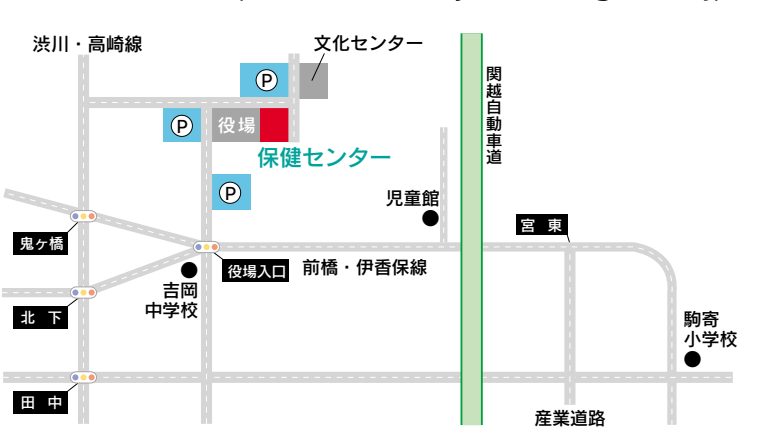 渋川・高崎線
文化センター
P
P
役場
保健センター
関越自動車道
P
児童館
宮 東
鬼ヶ橋
役場入口
前橋・伊香保線
吉岡
中学校
北 下
駒寄
小学校
田 中
産業道路